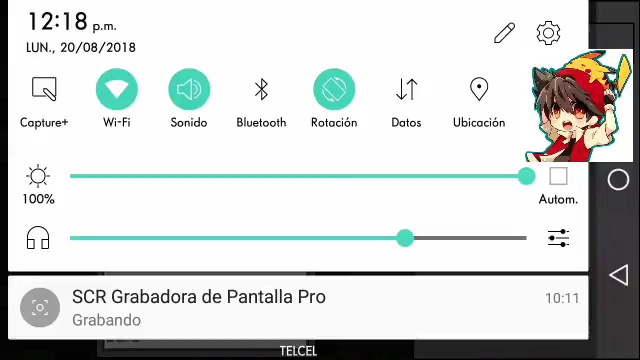 12:18 p.m.
LUN., 20/08/2018
Capture+ Wi-Fi Sonido Bluetooth Rotación Datos Ubicación
100% Autom.
SCR Grabadora de Pantalla Pro 10:11
Grabando
TELCEL